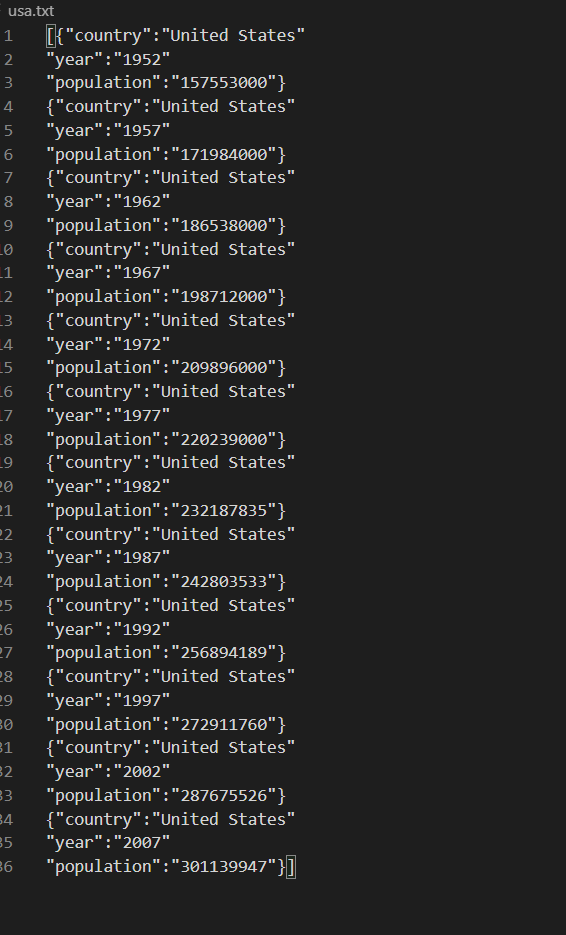 usa.txt
1 [{"country":"United States"
2 "year":"1952"
3 "population":"157553000"}
4 {"country":"United States"
5 "year":"1957"
6 "population":"171984000"}
7 {"country":"United States"
8 "year":"1962"
9 "population":"186538000"}
10 {"country":"United States"
11 "year":"1967"
12 "population":"198712000"}
13 {"country":"United States"
14 "year":"1972"
15 "population":"209896000"}
16 {"country":"United States"
17 "year":"1977"
18 "population":"220239000"}
19 {"country":"United States"
20 "year":"1982"
21 "population":"232187835"}
22 {"country":"United States"
23 "year":"1987"
24 "population":"242803533"}
25 {"country":"United States"
26 "year":"1992"
27 "population":"256894189"}
28 {"country":"United States"
29 "year":"1997"
30 "population":"272911760"}
31 {"country":"United States"
32 "year":"2002"
33 "population":"287675526"}
34 {"country":"United States"
35 "year":"2007"
36 "population":"301139947"}]